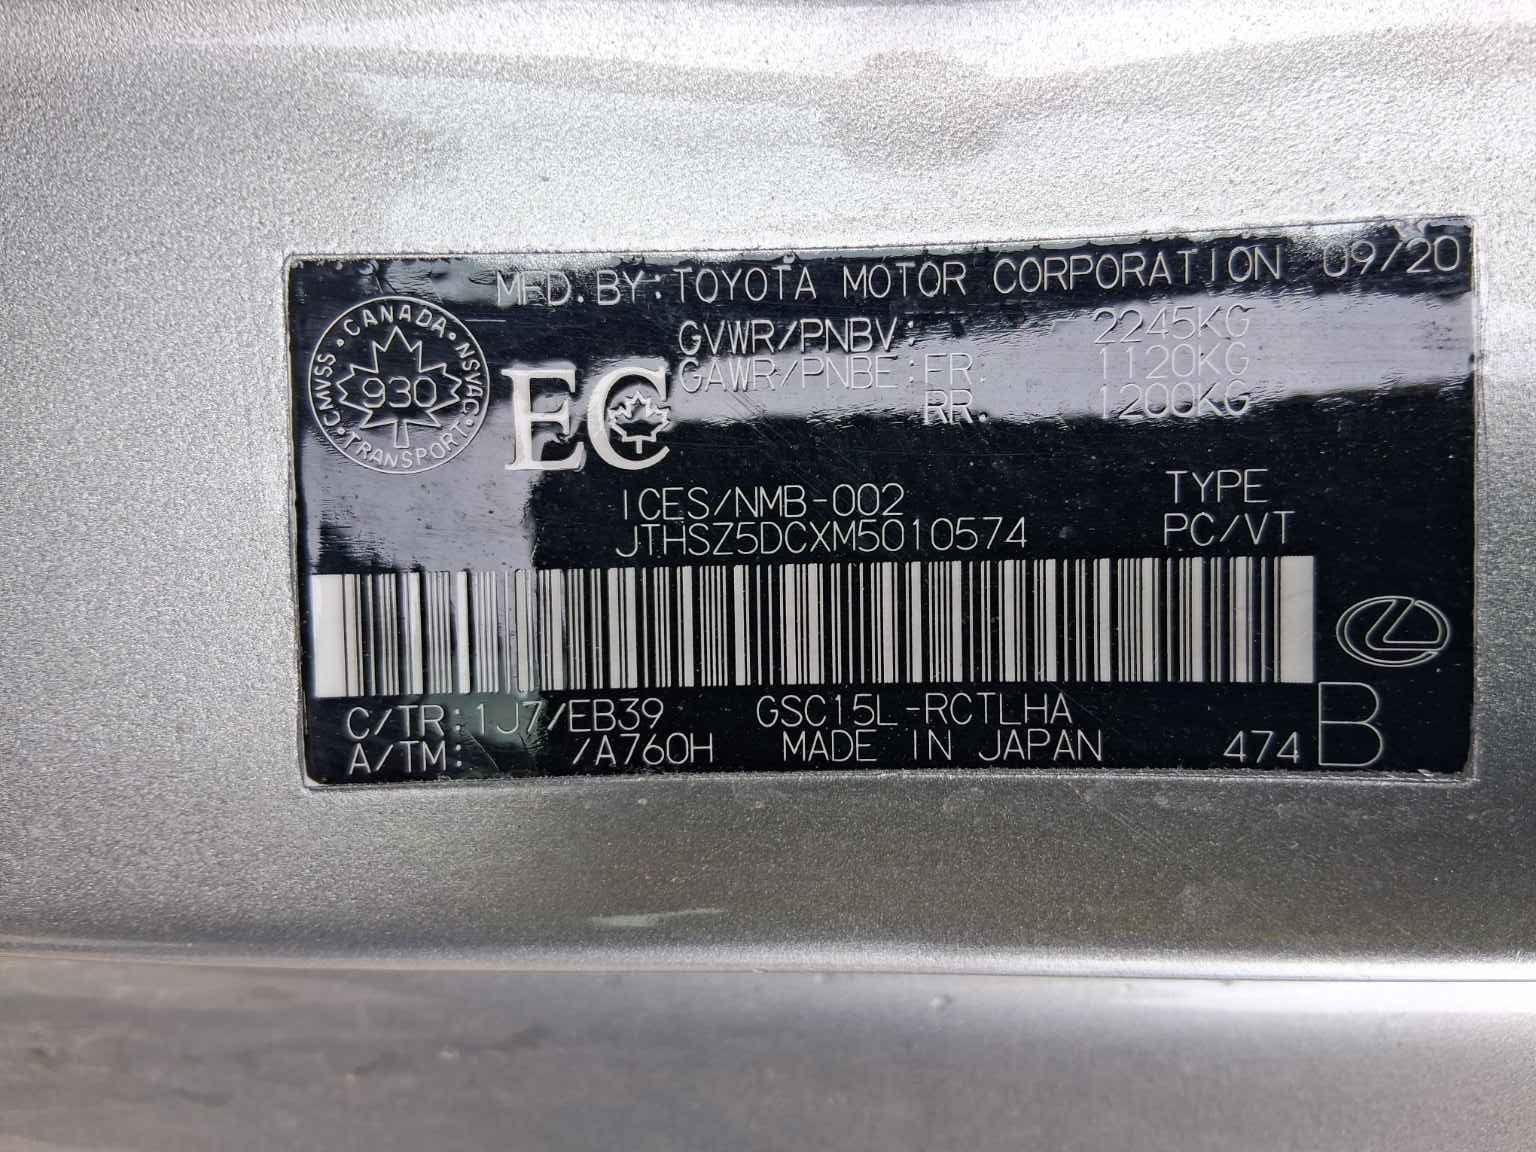 MFD. BY: TOYOTA MOTOR CORPORATION 09/20
GVWR/PNBV: 2245KG
GAWR/PNBE: FR. 1120KG
RR. 1200KG
CANADA · NSVAC · TRANSPORT · CMVSS ·
930
EC
ICES/NMB-002 TYPE
JTHSZ5DCXM5010574 PC/VT
C/TR: 1J7/EB39 GSC15L-RCTLHA
A/TM: /A760H MADE IN JAPAN 474 B